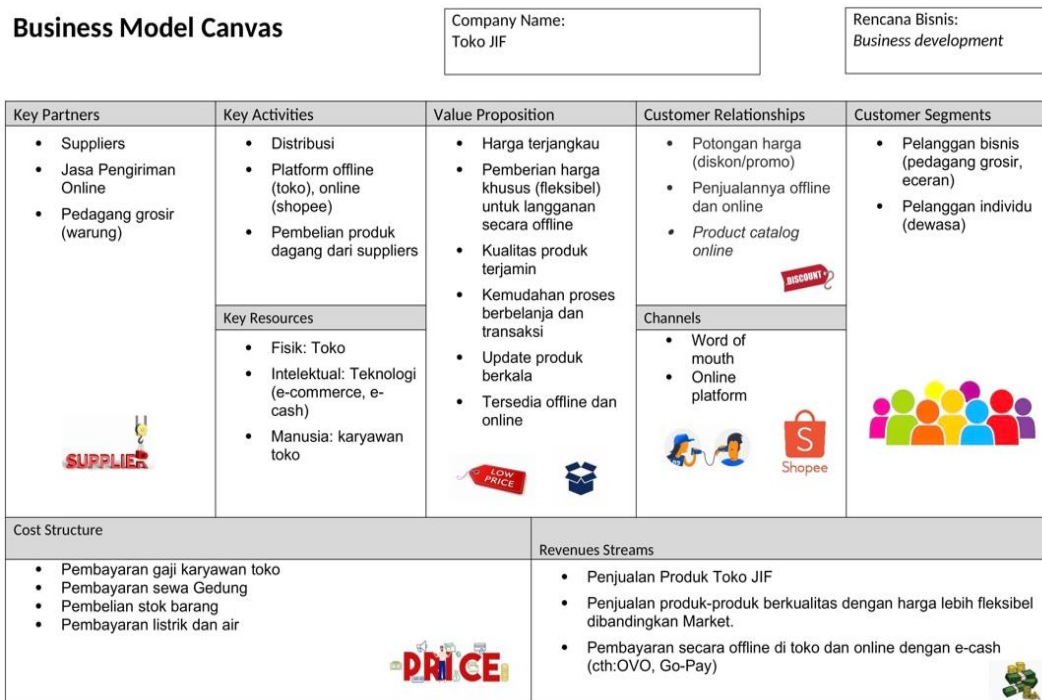 Business Model Canvas
Company Name:
Toko JIF
Rencana Bisnis:
Business development
Key Partners
Suppliers
Jasa Pengiriman
Online
Pedagang grosir
(warung)
SUPPLIER
Key Activities
Distribusi
Platform offline
(toko), online
(shopee)
Pembelian produk
dagang dari suppliers
Key Resources
Fisik: Toko
Intelektual: Teknologi
(e-commerce, e-
cash)
Manusia: karyawan
toko
Value Proposition
Harga terjangkau
Pemberian harga
khusus (fleksibel)
untuk langganan
secara offline
Kualitas produk
terjamin
Kemudahan proses
berbelanja dan
transaksi
Update produk
berkala
Tersedia offline dan
online
LOW
PRICE
Customer Relationships
Potongan harga
(diskon/promo)
Penjualannya offline
dan online
Product catalog
online
DISCOUNT
Channels
Word of
mouth
Online
platform
S
Shopee
Customer Segments
Pelanggan bisnis
(pedagang grosir,
eceran)
Pelanggan individu
(dewasa)
Cost Structure
Pembayaran gaji karyawan toko
Pembayaran sewa Gedung
Pembelian stok barang
Pembayaran listrik dan air
PRICE
Revenues Streams
Penjualan Produk Toko JIF
Penjualan produk-produk berkualitas dengan harga lebih fleksibel
dibandingkan Market.
Pembayaran secara offline di toko dan online dengan e-cash
(cth:OVO, Go-Pay)